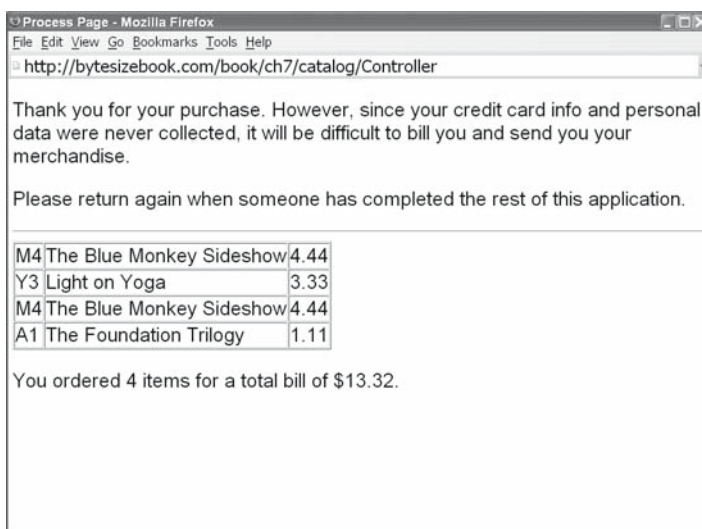 Process Page - Mozilla Firefox
File Edit View Go Bookmarks Tools Help
http://bytesizebook.com/book/ch7/catalog/Controller
Thank you for your purchase. However, since your credit card info and personal
data were never collected, it will be difficult to bill you and send you your
merchandise.
Please return again when someone has completed the rest of this application.
M4 The Blue Monkey Sideshow 4.44
Y3 Light on Yoga 3.33
M4 The Blue Monkey Sideshow 4.44
A1 The Foundation Trilogy 1.11
You ordered 4 items for a total bill of $13.32.